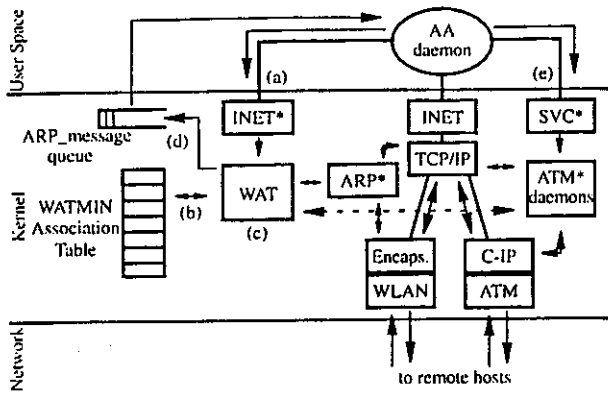 User Space
AA
daemon
(a)
(e)
INET*
INET
SVC*
ARP_message
queue
(d)
TCP/IP
Kernel
WATMIN
Association
Table
(b)
WAT
(c)
ARP*
ATM*
daemons
Encaps.
WLAN
C-IP
ATM
Network
to remote hosts